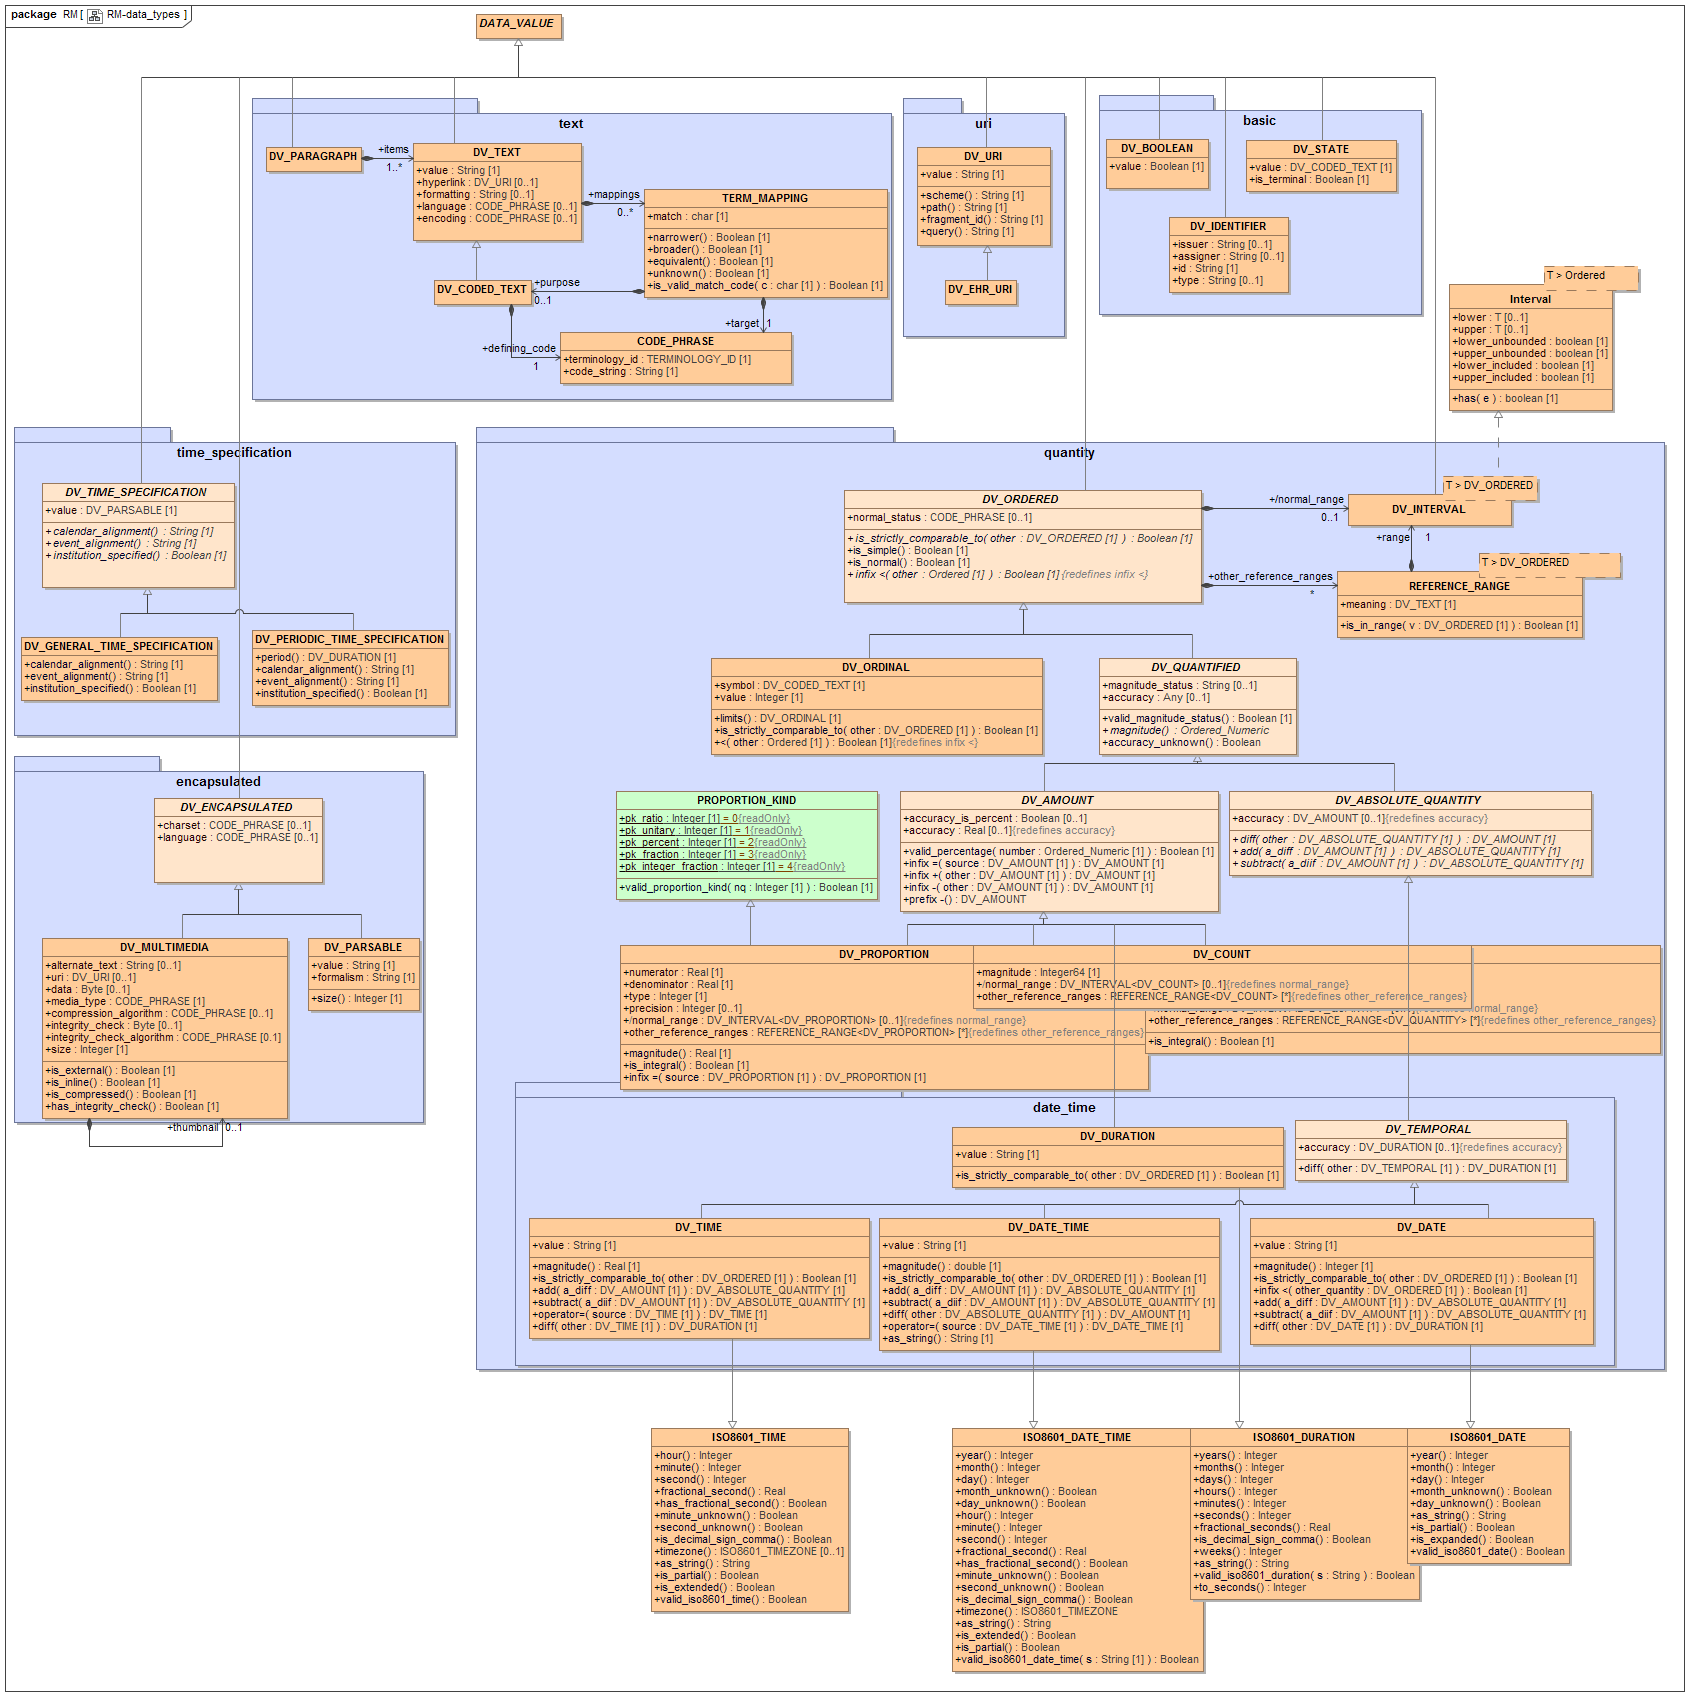 package RM [ RM-data_types ]
DATA_VALUE
text
DV_PARAGRAPH
+items
1..*
DV_TEXT
+value : String [1]
+hyperlink : DV_URI [0..1]
+formatting : String [0..1]
+language : CODE_PHRASE [0..1]
+encoding : CODE_PHRASE [0..1]
+mappings
0..*
TERM_MAPPING
+match : char [1]
+narrower() : Boolean [1]
+broader() : Boolean [1]
+equivalent() : Boolean [1]
+unknown() : Boolean [1]
+is_valid_match_code( c : char [1] ) : Boolean [1]
DV_CODED_TEXT
+purpose
0..1
+target
1
+defining_code
1
CODE_PHRASE
+terminology_id : TERMINOLOGY_ID [1]
+code_string : String [1]
uri
DV_URI
+value : String [1]
+scheme() : String [1]
+path() : String [1]
+fragment_id() : String [1]
+query() : String [1]
DV_EHR_URI
basic
DV_BOOLEAN
+value : Boolean [1]
DV_STATE
+value : DV_CODED_TEXT [1]
+is_terminal : Boolean [1]
DV_IDENTIFIER
+issuer : String [0..1]
+assigner : String [0..1]
+id : String [1]
+type : String [0..1]
T > Ordered
Interval
+lower : T [0..1]
+upper : T [0..1]
+lower_unbounded : boolean [1]
+upper_unbounded : boolean [1]
+lower_included : boolean [1]
+upper_included : boolean [1]
+has( e ) : boolean [1]
time_specification
DV_TIME_SPECIFICATION
+value : DV_PARSABLE [1]
+calendar_alignment() : String [1]
+event_alignment() : String [1]
+institution_specified() : Boolean [1]
DV_GENERAL_TIME_SPECIFICATION
+calendar_alignment() : String [1]
+event_alignment() : String [1]
+institution_specified() : Boolean [1]
DV_PERIODIC_TIME_SPECIFICATION
+period() : DV_DURATION [1]
+calendar_alignment() : String [1]
+event_alignment() : String [1]
+institution_specified() : Boolean [1]
encapsulated
DV_ENCAPSULATED
+charset : CODE_PHRASE [0..1]
+language : CODE_PHRASE [0..1]
DV_MULTIMEDIA
+alternate_text : String [0..1]
+uri : DV_URI [0..1]
+data : Byte [0..1]
+media_type : CODE_PHRASE [1]
+compression_algorithm : CODE_PHRASE [0..1]
+integrity_check : Byte [0..1]
+integrity_check_algorithm : CODE_PHRASE [0.1]
+size : Integer [1]
+is_external() : Boolean [1]
+is_inline() : Boolean [1]
+is_compressed() : Boolean [1]
+has_integrity_check() : Boolean [1]
+thumbnail 0..1
DV_PARSABLE
+value : String [1]
+formalism : String [1]
+size() : Integer [1]
quantity
DV_ORDERED
+normal_status : CODE_PHRASE [0..1]
+is_strictly_comparable_to( other : DV_ORDERED [1] ) : Boolean [1]
+is_simple() : Boolean [1]
+is_normal() : Boolean [1]
+infix <( other : Ordered [1] ) : Boolean [1]{redefines infix <}
+/normal_range
0..1
T > DV_ORDERED
DV_INTERVAL
+range 1
+other_reference_ranges
*
T > DV_ORDERED
REFERENCE_RANGE
+meaning : DV_TEXT [1]
+is_in_range( v : DV_ORDERED [1] ) : Boolean [1]
DV_ORDINAL
+symbol : DV_CODED_TEXT [1]
+value : Integer [1]
+limits() : DV_ORDINAL [1]
+is_strictly_comparable_to( other : DV_ORDERED [1] ) : Boolean [1]
+<( other : Ordered [1] ) : Boolean [1]{redefines infix <}
DV_QUANTIFIED
+magnitude_status : String [0..1]
+accuracy : Any [0..1]
+valid_magnitude_status() : Boolean [1]
+magnitude() : Ordered_Numeric
+accuracy_unknown() : Boolean
PROPORTION_KIND
+pk_ratio : Integer [1] = 0{readOnly}
+pk_unitary : Integer [1] = 1{readOnly}
+pk_percent : Integer [1] = 2{readOnly}
+pk_fraction : Integer [1] = 3{readOnly}
+pk_integer_fraction : Integer [1] = 4{readOnly}
+valid_proportion_kind( nq : Integer [1] ) : Boolean [1]
DV_AMOUNT
+accuracy_is_percent : Boolean [0..1]
+accuracy : Real [0..1]{redefines accuracy}
+valid_percentage( number : Ordered_Numeric [1] ) : Boolean [1]
+infix =( source : DV_AMOUNT [1] ) : DV_AMOUNT [1]
+infix +( other : DV_AMOUNT [1] ) : DV_AMOUNT [1]
+infix -( other : DV_AMOUNT [1] ) : DV_AMOUNT [1]
+prefix -() : DV_AMOUNT
DV_ABSOLUTE_QUANTITY
+accuracy : DV_AMOUNT [0..1]{redefines accuracy}
+diff( other : DV_ABSOLUTE_QUANTITY [1] ) : DV_AMOUNT [1]
+add( a_diff : DV_AMOUNT [1] ) : DV_ABSOLUTE_QUANTITY [1]
+subtract( a_diif : DV_AMOUNT [1] ) : DV_ABSOLUTE_QUANTITY [1]
DV_PROPORTION
+numerator : Real [1]
+denominator : Real [1]
+type : Integer [1]
+precision : Integer [0..1]
+/normal_range : DV_INTERVAL<DV_PROPORTION> [0..1]{redefines normal_range}
+other_reference_ranges : REFERENCE_RANGE<DV_PROPORTION> [*]{redefines other_reference_ranges}
+magnitude() : Real [1]
+is_integral() : Boolean [1]
+infix =( source : DV_PROPORTION [1] ) : DV_PROPORTION [1]
DV_COUNT
+magnitude : Integer64 [1]
+/normal_range : DV_INTERVAL<DV_COUNT> [0..1]{redefines normal_range}
+other_reference_ranges : REFERENCE_RANGE<DV_COUNT> [*]{redefines other_reference_ranges}
normal_range}
+other_reference_ranges : REFERENCE_RANGE<DV_QUANTITY> [*]{redefines other_reference_ranges}
+is_integral() : Boolean [1]
date_time
DV_DURATION
+value : String [1]
+is_strictly_comparable_to( other : DV_ORDERED [1] ) : Boolean [1]
DV_TEMPORAL
+accuracy : DV_DURATION [0..1]{redefines accuracy}
+diff( other : DV_TEMPORAL [1] ) : DV_DURATION [1]
DV_TIME
+value : String [1]
+magnitude() : Real [1]
+is_strictly_comparable_to( other : DV_ORDERED [1] ) : Boolean [1]
+add( a_diff : DV_AMOUNT [1] ) : DV_ABSOLUTE_QUANTITY [1]
+subtract( a_diif : DV_AMOUNT [1] ) : DV_ABSOLUTE_QUANTITY [1]
+operator=( source : DV_TIME [1] ) : DV_TIME [1]
+diff( other : DV_TIME [1] ) : DV_DURATION [1]
DV_DATE_TIME
+value : String [1]
+magnitude() : double [1]
+is_strictly_comparable_to( other : DV_ORDERED [1] ) : Boolean [1]
+add( a_diff : DV_AMOUNT [1] ) : DV_ABSOLUTE_QUANTITY [1]
+subtract( a_diif : DV_AMOUNT [1] ) : DV_ABSOLUTE_QUANTITY [1]
+diff( other : DV_ABSOLUTE_QUANTITY [1] ) : DV_AMOUNT [1]
+operator=( source : DV_DATE_TIME [1] ) : DV_DATE_TIME [1]
+as_string() : String [1]
DV_DATE
+value : String [1]
+magnitude() : Integer [1]
+is_strictly_comparable_to( other : DV_ORDERED [1] ) : Boolean [1]
+infix <( other_quantity : DV_ORDERED [1] ) : Boolean [1]
+add( a_diff : DV_AMOUNT [1] ) : DV_ABSOLUTE_QUANTITY [1]
+subtract( a_diif : DV_AMOUNT [1] ) : DV_ABSOLUTE_QUANTITY [1]
+diff( other : DV_DATE [1] ) : DV_DURATION [1]
ISO8601_TIME
+hour() : Integer
+minute() : Integer
+second() : Integer
+fractional_second() : Real
+has_fractional_second() : Boolean
+minute_unknown() : Boolean
+second_unknown() : Boolean
+is_decimal_sign_comma() : Boolean
+timezone() : ISO8601_TIMEZONE [0..1]
+as_string() : String
+is_partial() : Boolean
+is_extended() : Boolean
+valid_iso8601_time() : Boolean
ISO8601_DATE_TIME
+year() : Integer
+month() : Integer
+day() : Integer
+month_unknown() : Boolean
+day_unknown() : Boolean
+hour() : Integer
+minute() : Integer
+second() : Integer
+fractional_second() : Real
+has_fractional_second() : Boolean
+minute_unknown() : Boolean
+second_unknown() : Boolean
+is_decimal_sign_comma() : Boolean
+timezone() : ISO8601_TIMEZONE
+as_string() : String
+is_extended() : Boolean
+is_partial() : Boolean
+valid_iso8601_date_time( s : String [1] ) : Boolean
ISO8601_DURATION
+years() : Integer
+months() : Integer
+days() : Integer
+hours() : Integer
+minutes() : Integer
+seconds() : Integer
+fractional_seconds() : Real
+is_decimal_sign_comma() : Boolean
+weeks() : Integer
+as_string() : String
+valid_iso8601_duration( s : String ) : Boolean
+to_seconds() : Integer
ISO8601_DATE
+year() : Integer
+month() : Integer
+day() : Integer
+month_unknown() : Boolean
+day_unknown() : Boolean
+as_string() : String
+is_partial() : Boolean
+is_expanded() : Boolean
+valid_iso8601_date() : Boolean